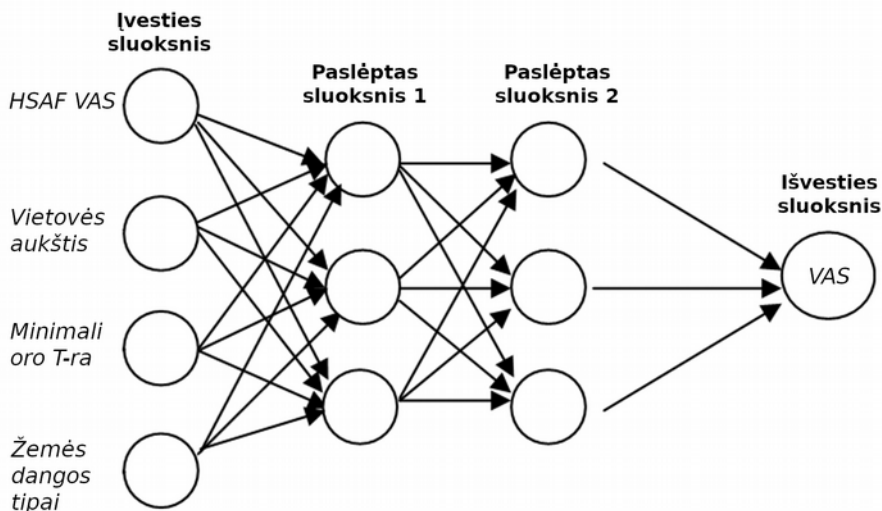 Įvesties
sluoksnis
HSAF VAS
Vietovės
aukštis
Minimali
oro T-ra
Žemės
dangos
tipai
Paslėptas
sluoksnis 1
Paslėptas
sluoksnis 2
Išvesties
sluoksnis
VAS